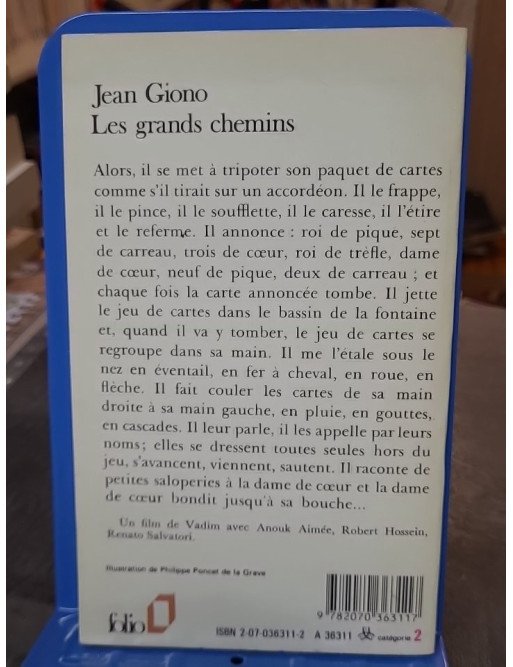 Jean Giono
Les grands chemins
Alors, il se met à tripoter son paquet de cartes
comme s'il tirait sur un accordéon. Il le frappe,
il le pince, il le soufflette, il le caresse, il l'étire
et le referme. Il annonce : roi de pique, sept
de carreau, trois de cœur, roi de trèfle, dame
de cœur, neuf de pique, deux de carreau ; et
chaque fois la carte annoncée tombe. Il jette
le jeu de cartes dans le bassin de la fontaine
et, quand il va y tomber, le jeu de cartes se
regroupe dans sa main. Il me l'étale sous le
nez en éventail, en fer à cheval, en roue, en
flèche. Il fait couler les cartes de sa main
droite à sa main gauche, en pluie, en gouttes,
en cascades. Il leur parle, il les appelle par leurs
noms ; elles se dressent toutes seules hors du
jeu, s'avancent, viennent, sautent. Il raconte de
petites saloperies à la dame de cœur et la dame
de cœur bondit jusqu'à sa bouche...
Un film de Vadim avec Anouk Aimée, Robert Hossein,
Renato Salvatori.
Illustration de Philippe Poncet de la Grave
9 782070 363117
folio
ISBN 2-07-036311-2 A 36311 catégorie 2